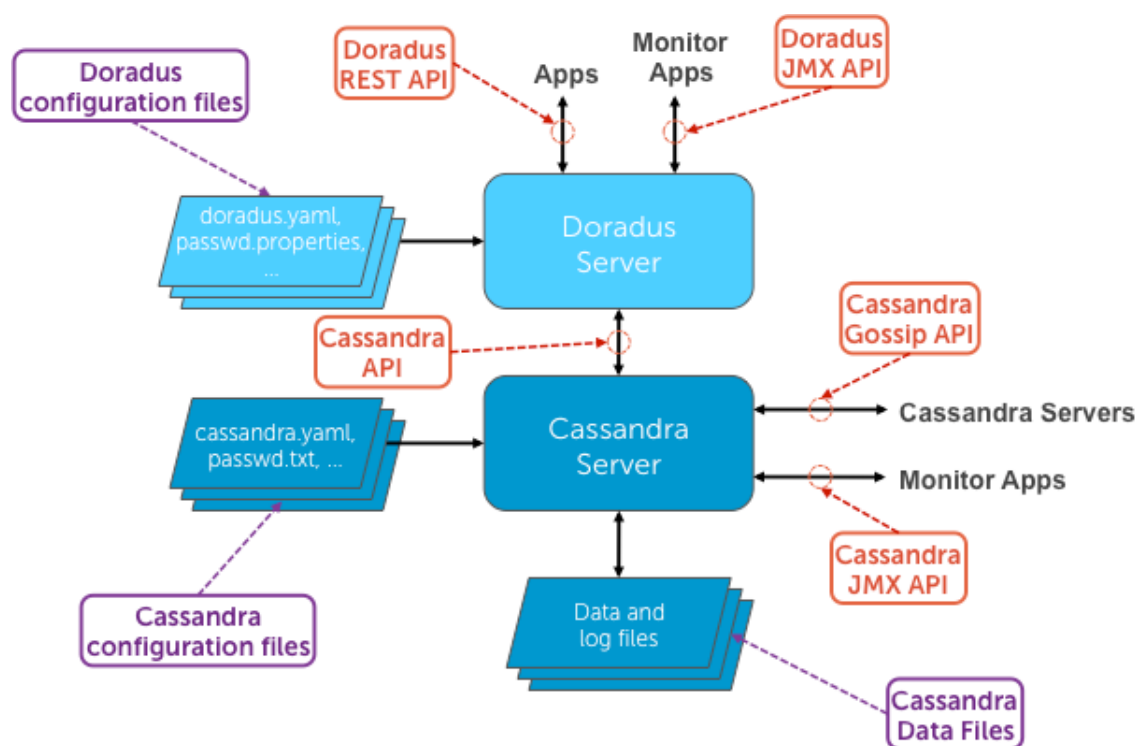 Doradus
configuration files
Doradus
REST API
Apps
Monitor
Apps
Doradus
JMX API
doradus.yaml,
passwd.properties,
...
Doradus
Server
Cassandra
API
Cassandra
Gossip API
cassandra.yaml,
passwd.txt, ...
Cassandra
Server
Cassandra Servers
Monitor Apps
Cassandra
JMX API
Cassandra
configuration files
Data and
log files
Cassandra
Data Files